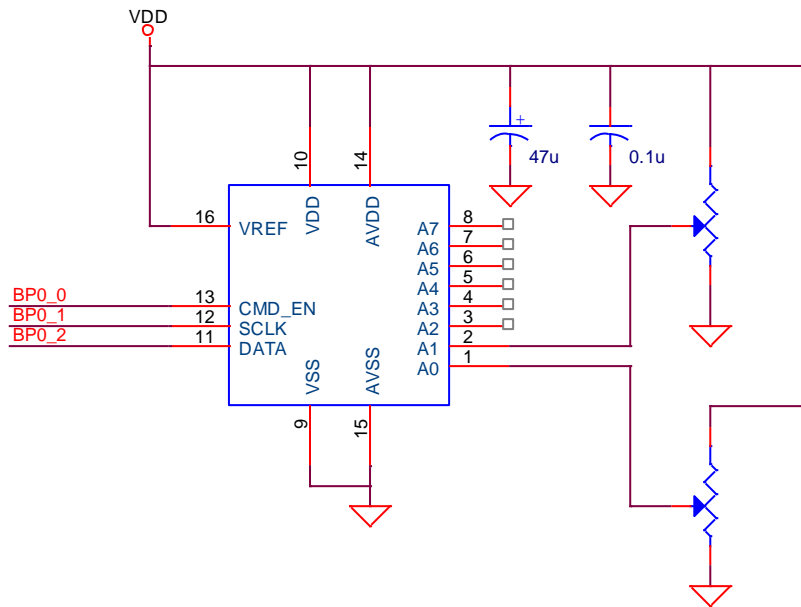 VDD
10
14
+
47u
0.1u
16
VREF
VDD
AVDD
A7
8
A6
7
A5
6
A4
5
A3
4
A2
3
A1
2
A0
1
BP0_0
13
CMD_EN
BP0_1
12
SCLK
BP0_2
11
DATA
VSS
AVSS
9
15